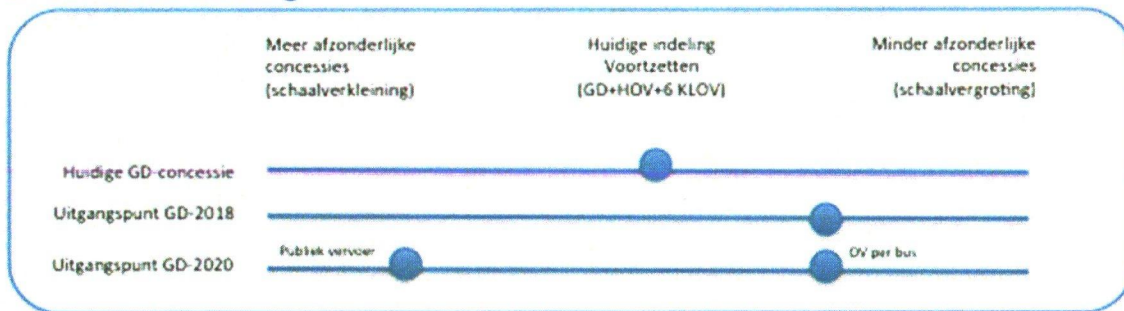 Meer afzonderlijke
concessies
(schaalverkleining)
Huidige indeling
Voortzetten
(GD+HOV+6 KLOV)
Minder afzonderlijke
concessies
(schaalvergroting)
Huidige GD-concessie
Uitgangspunt GD-2018
Uitgangspunt GD-2020
Publiek vervoer
OV per bus